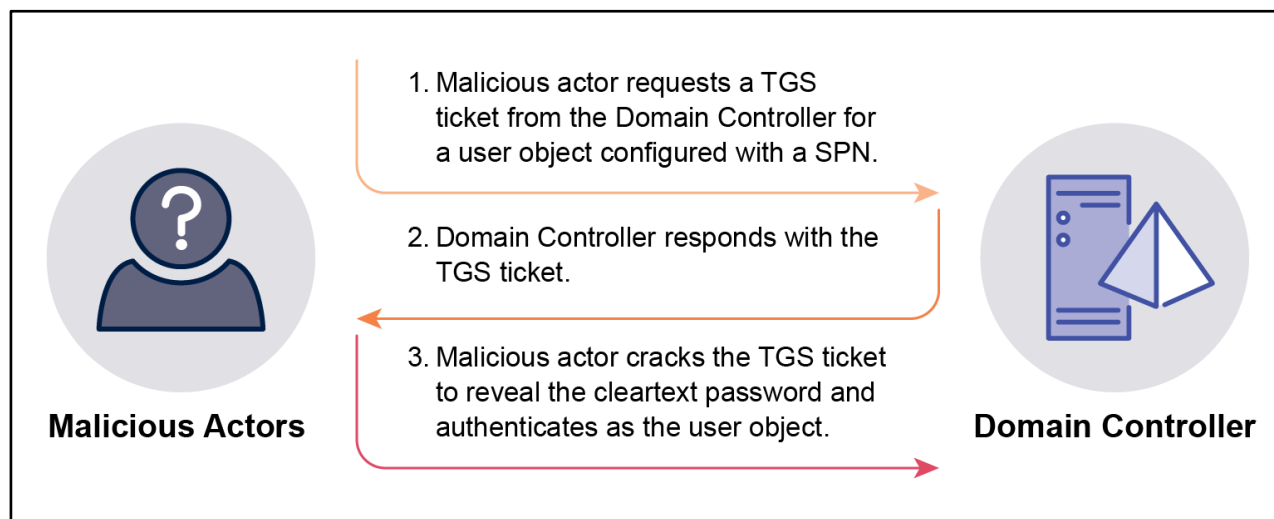 1. Malicious actor requests a TGS
ticket from the Domain Controller for
a user object configured with a SPN.
2. Domain Controller responds with the
TGS ticket.
3. Malicious actor cracks the TGS ticket
to reveal the cleartext password and
authenticates as the user object.
Malicious Actors
Domain Controller